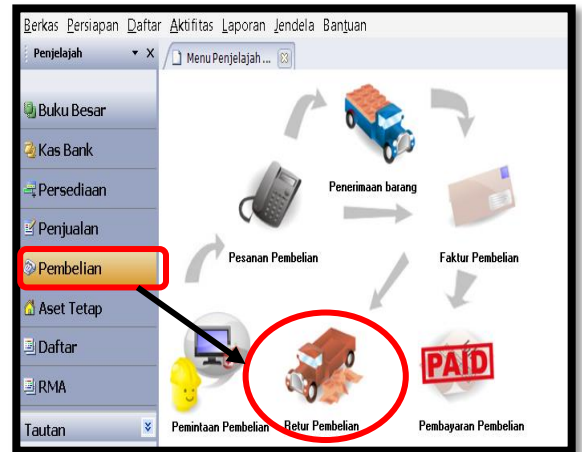 Berkas Persiapan Daftar Aktifitas Laporan Jendela Bantuan
Penjelajah
X
Menu Penjelajah ...
Buku Besar
Kas Bank
Persediaan
Penjualan
Pembelian
Aset Tetap
Daftar
RMA
Tautan
Penerimaan barang
Pesanan Pembelian
Faktur Pembelian
PAID
Pemintaan Pembelian
Retur Pembelian
Pembayaran Pembelian